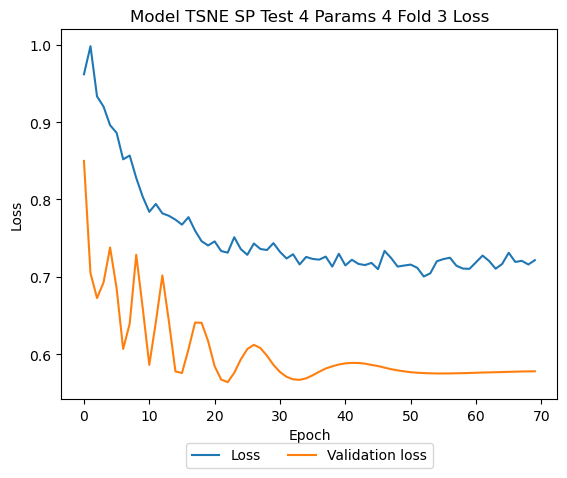 Model TSNE SP Test 4 Params 4 Fold 3 Loss
1.0
0.9
0.8
0.7
0.6
Loss
0 10 20 30 40 50 60 70
Epoch
Loss Validation loss